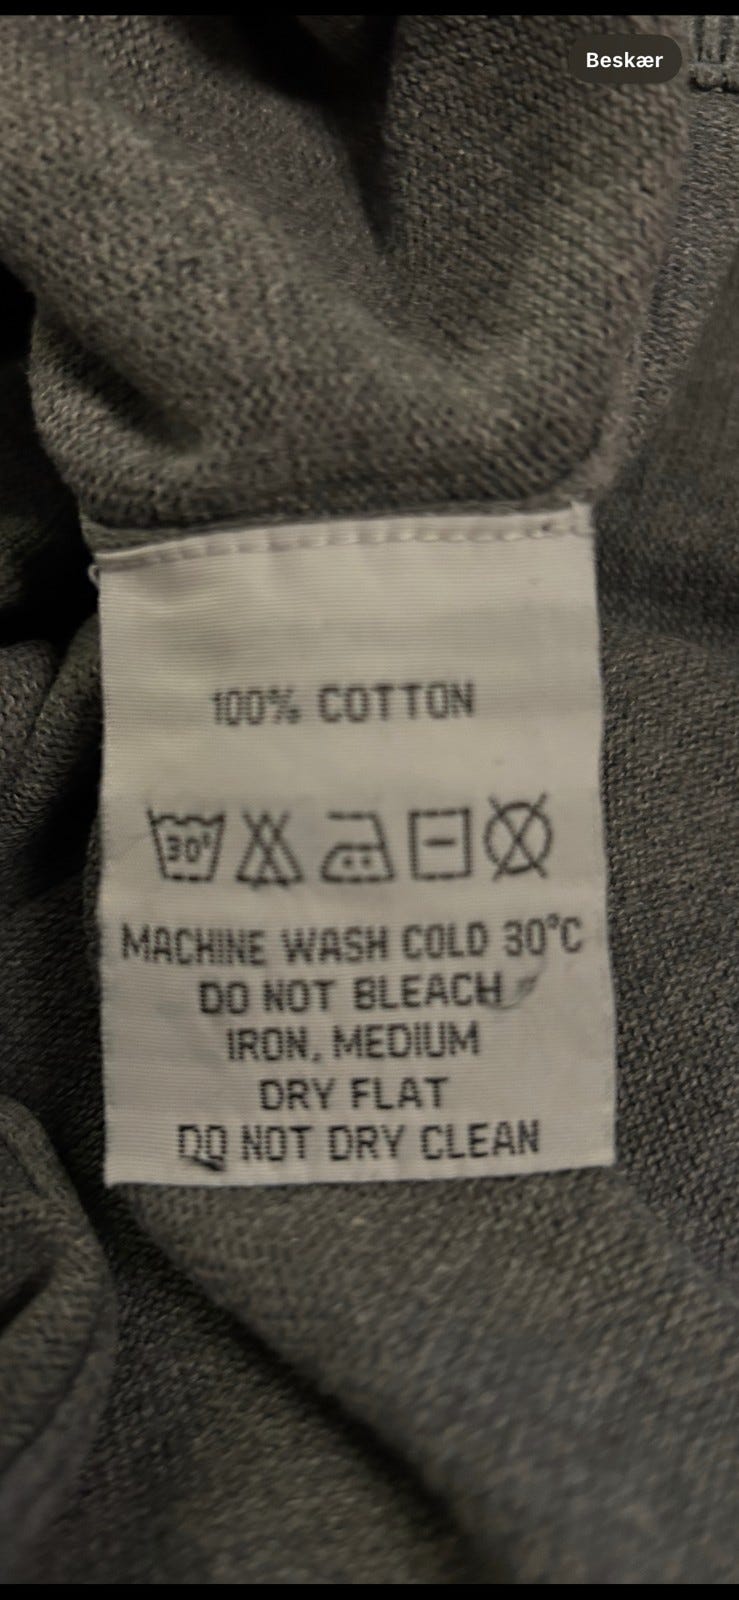 Beskær
100% COTTON
30°
MACHINE WASH COLD 30°C
DO NOT BLEACH
IRON, MEDIUM
DRY FLAT
DO NOT DRY CLEAN